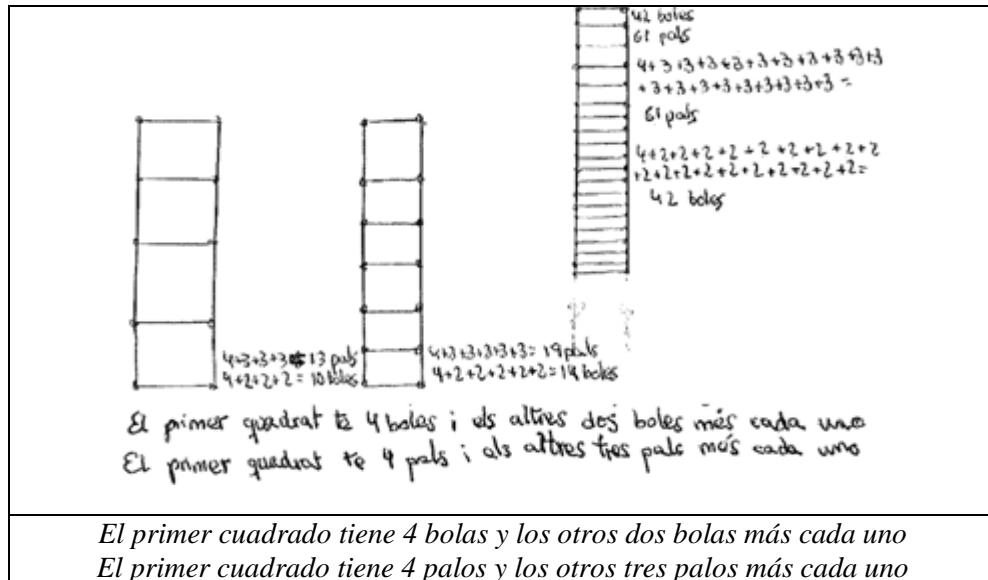 42 boles
61 pals
4+3+3+3+3+3+3+3+3+3+3
+3+3+3+3+3+3+3+3+3=
61 pals
4+2+2+2+2+2+2+2+2+2
+2+2+2+2+2+2+2+2+2+2=
42 boles
4+3+3+3=13 pals
4+2+2+2=10 boles
4+3+3+3+3+3=19 pals
4+2+2+2+2+2=14 boles
El primer quadrat te 4 boles i els altres dos boles més cada uno
El primer quadrat te 4 pals i els altres tres pals més cada uno
El primer cuadrado tiene 4 bolas y los otros dos bolas más cada uno
El primer cuadrado tiene 4 palos y los otros tres palos más cada uno